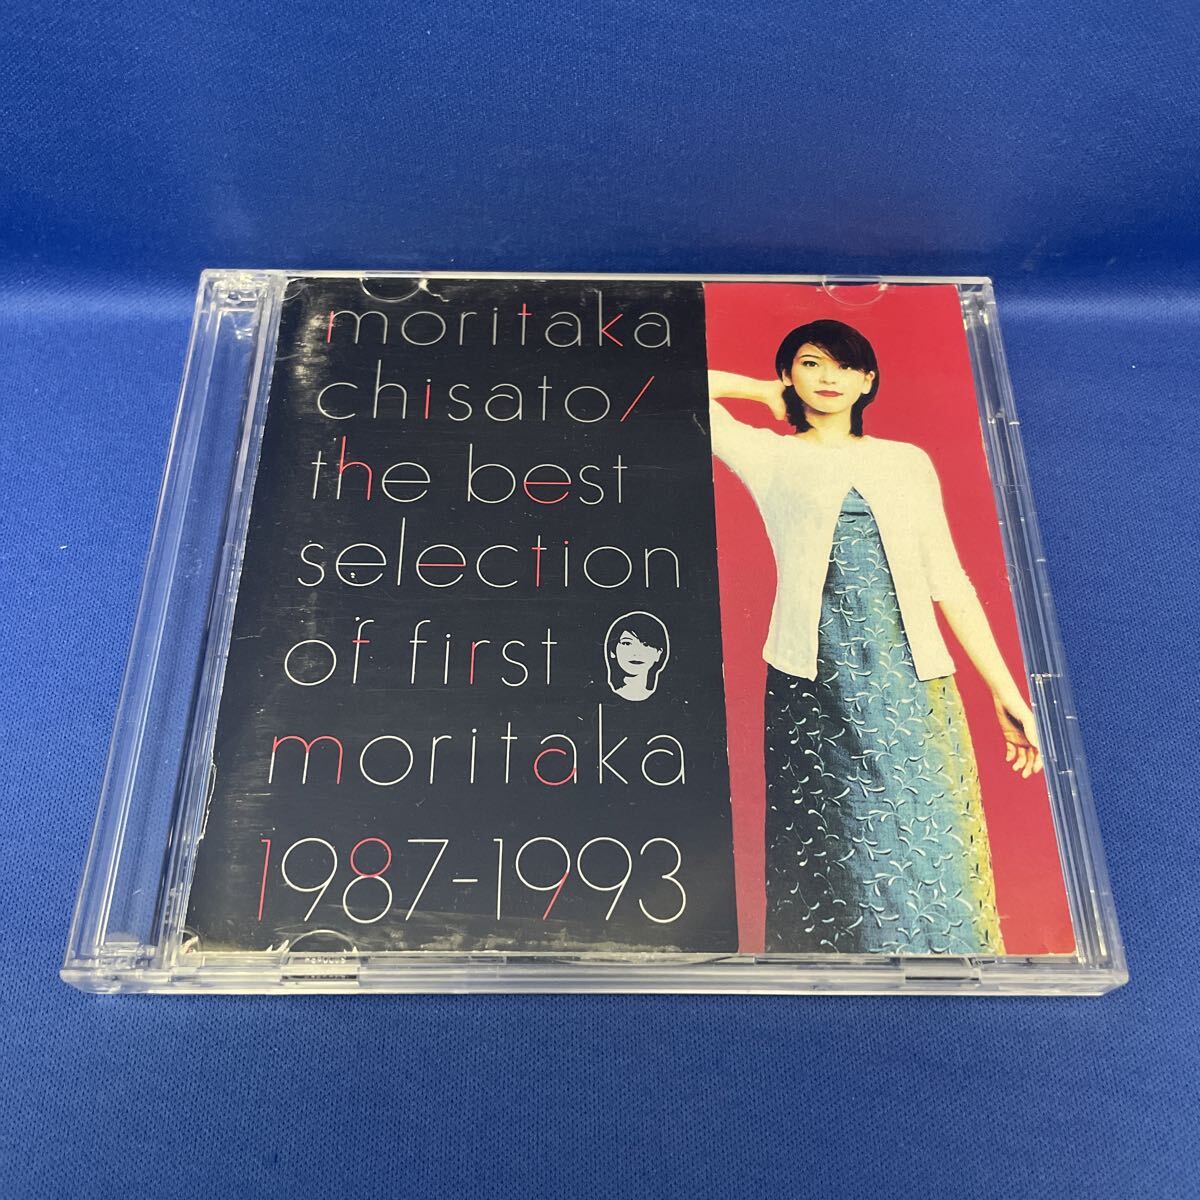 moritaka
chisato/
the best
selection
of first
moritaka
1987-1993